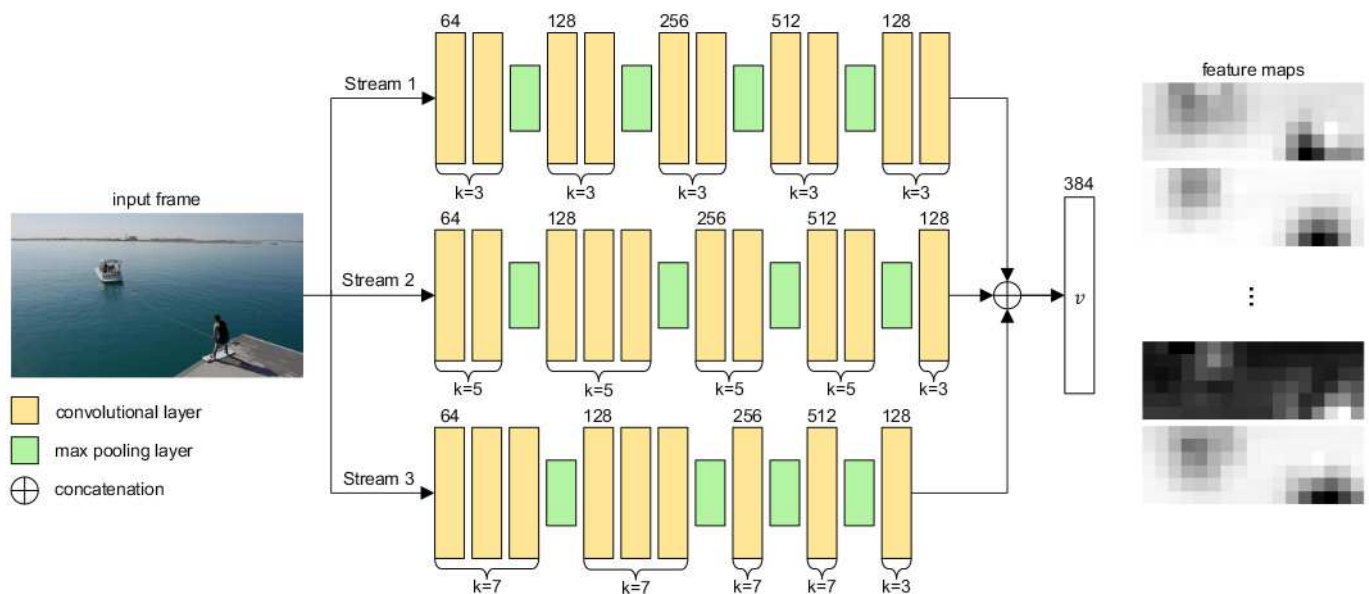 64 128 256 512 128
Stream 1
k=3 k=3 k=3 k=3 k=3
feature maps
384
input frame
64 128 256 512 128
Stream 2
v
k=5 k=5 k=5 k=5 k=3
...
convolutional layer
max pooling layer
concatenation
64 128 256 512 128
Stream 3
k=7 k=7 k=7 k=7 k=3